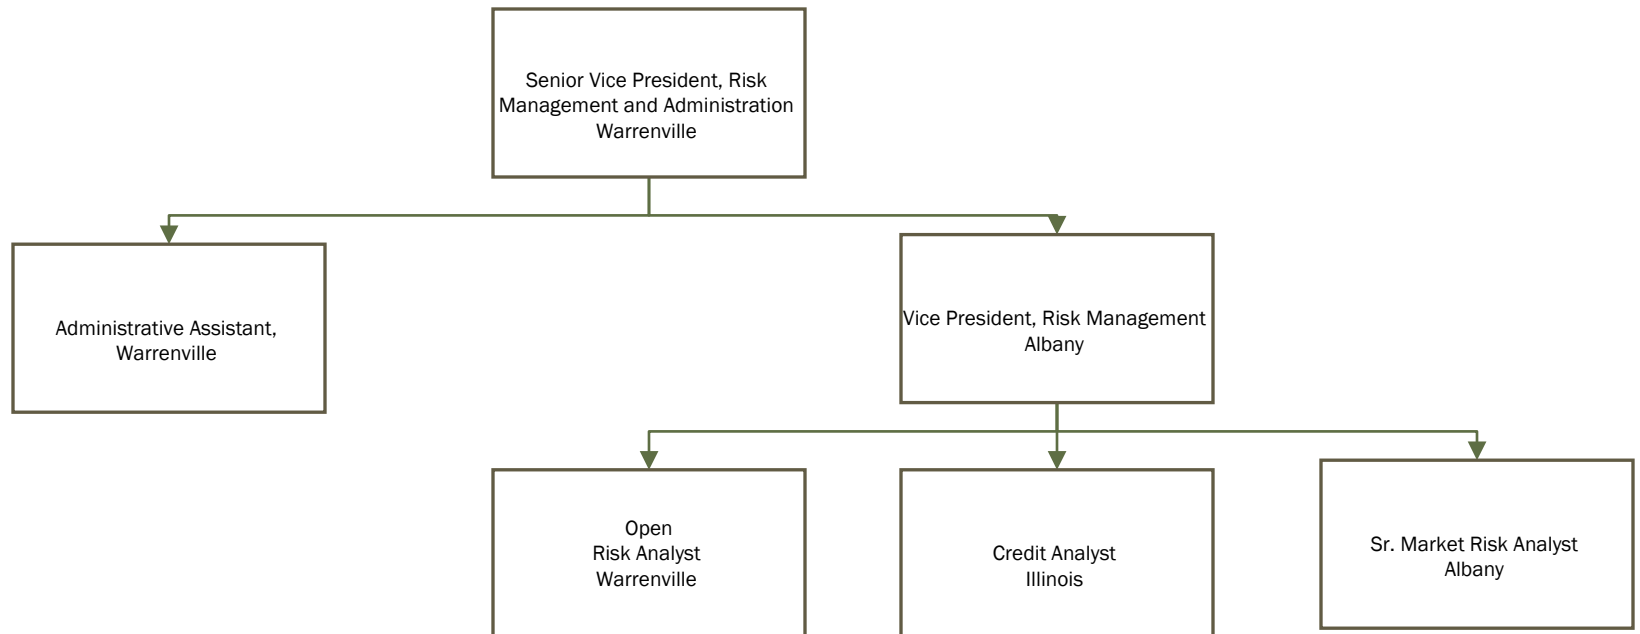 Senior Vice President, Risk
Management and Administration
Warrenville
Administrative Assistant,
Warrenville
Vice President, Risk Management
Albany
Open
Risk Analyst
Warrenville
Credit Analyst
Illinois
Sr. Market Risk Analyst
Albany